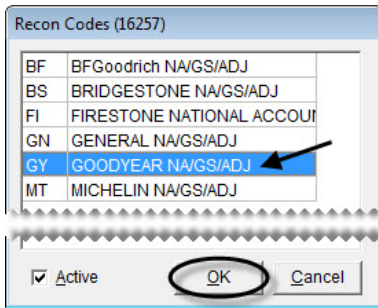 Recon Codes (16257)
BF BFGoodrich NA/GS/ADJ
BS BRIDGESTONE NA/GS/ADJ
FI FIRESTONE NATIONAL ACCOUN
GN GENERAL NA/GS/ADJ
GY GOODYEAR NA/GS/ADJ
MT MICHELIN NA/GS/ADJ
Active OK Cancel